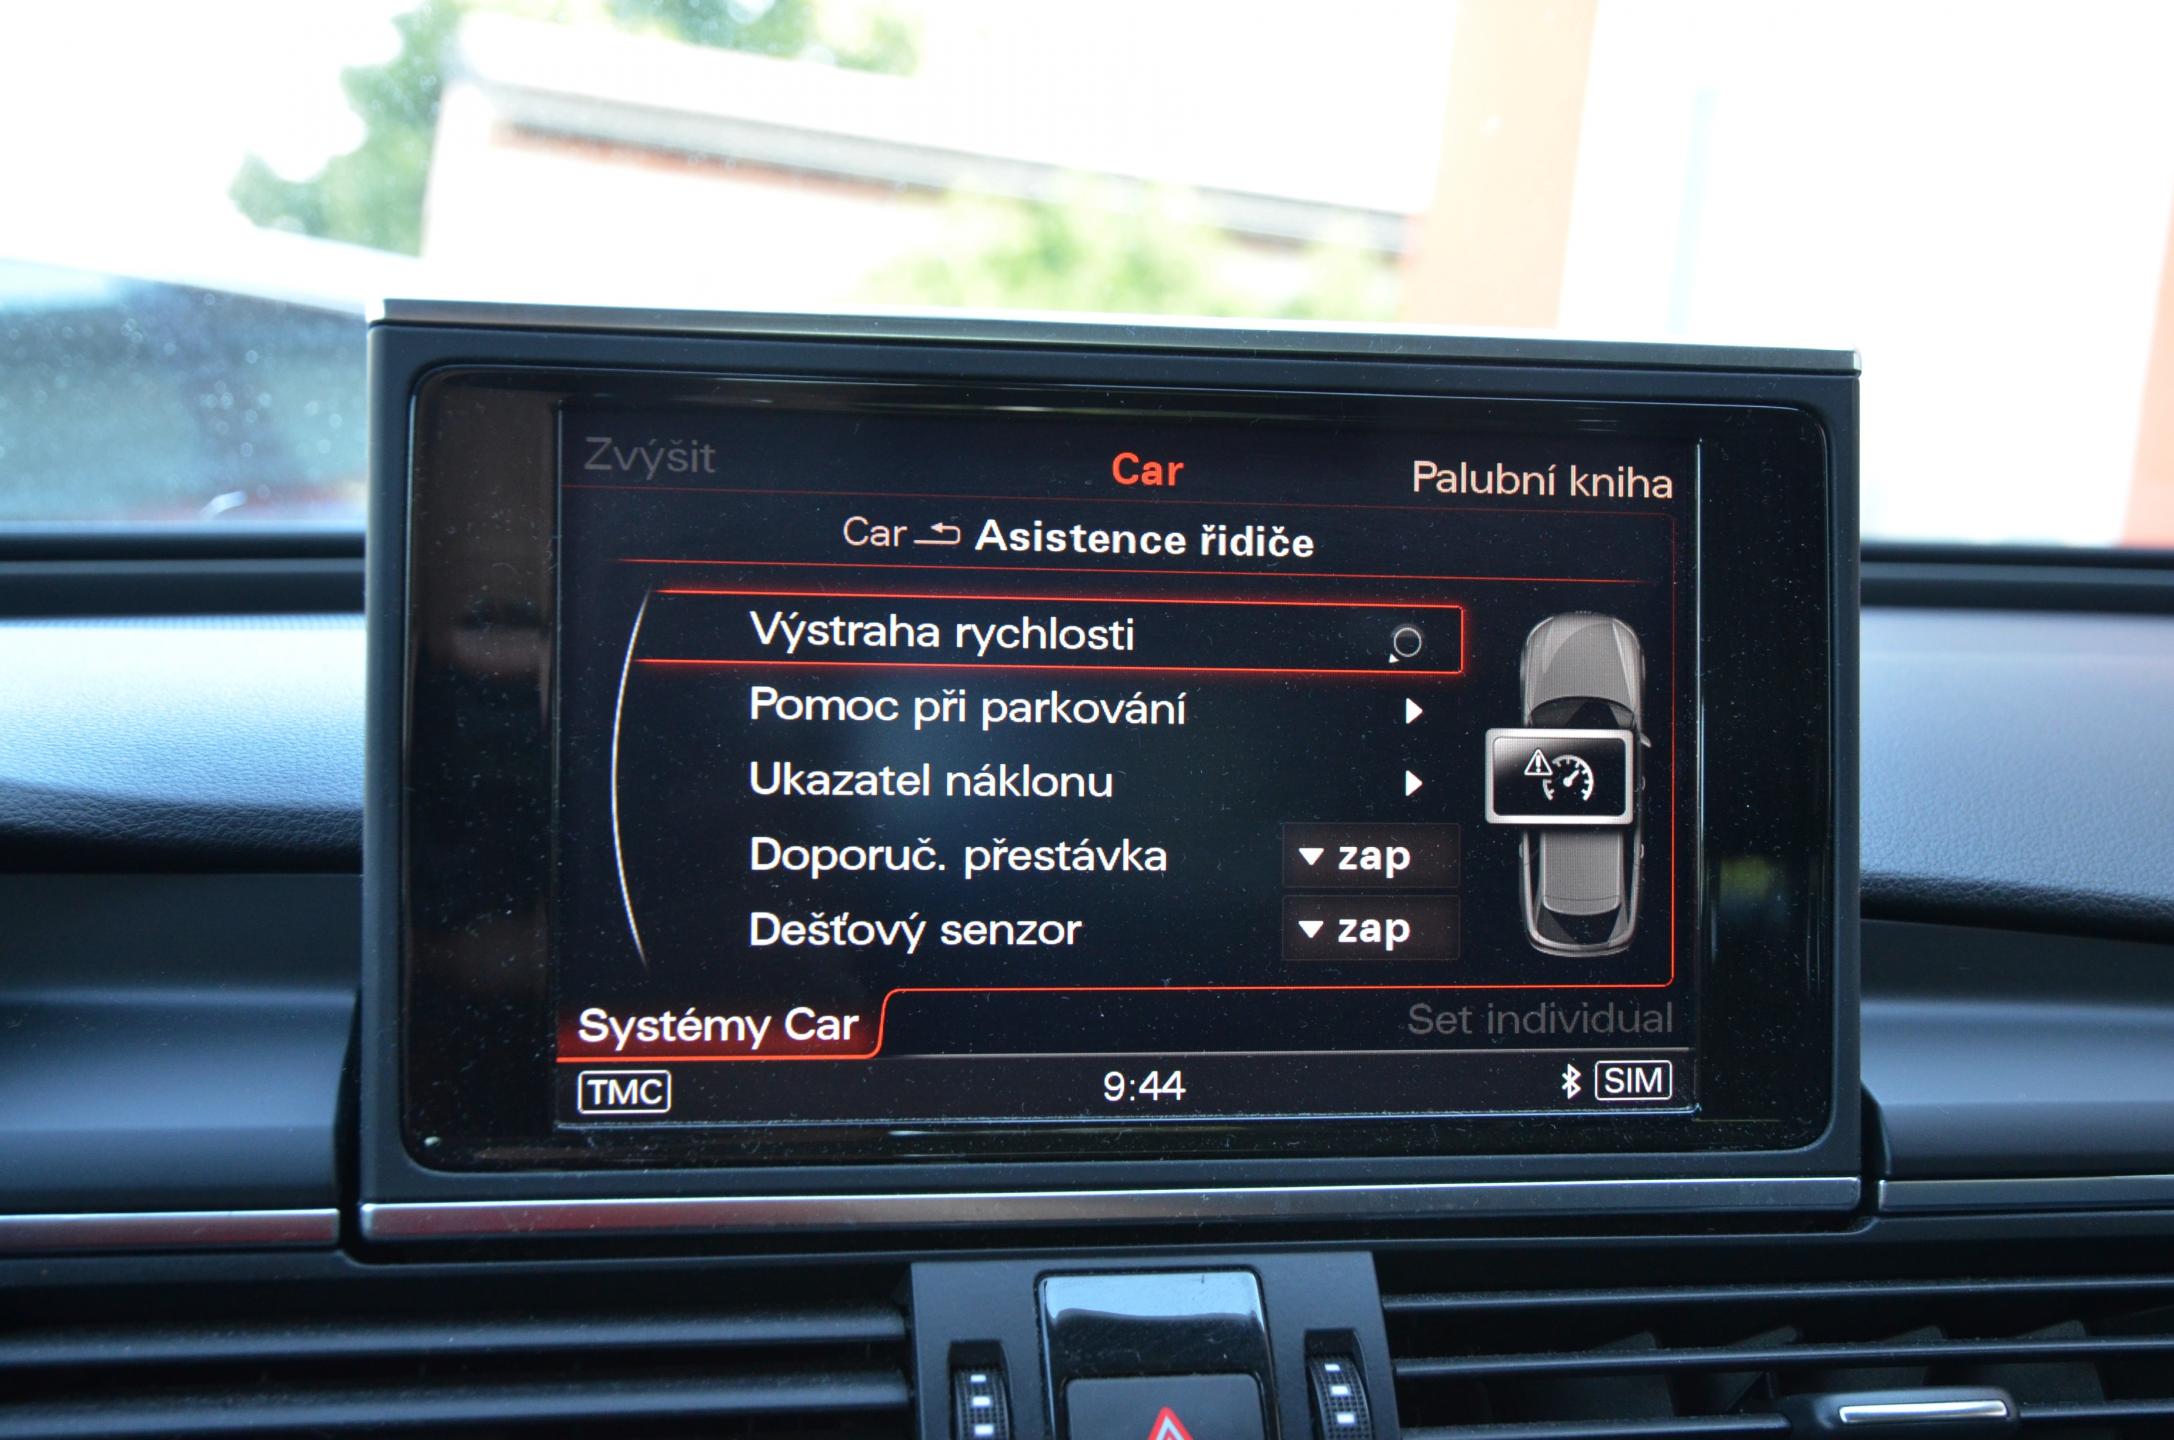 Zvýšit Car Palubní kniha
Car Asistence řidiče
Výstraha rychlosti
Pomoc při parkování
Ukazatel náklonu
Doporuč. přestávka zap
Dešťový senzor zap
Systémy Car Set individual
TMC 9:44 SIM